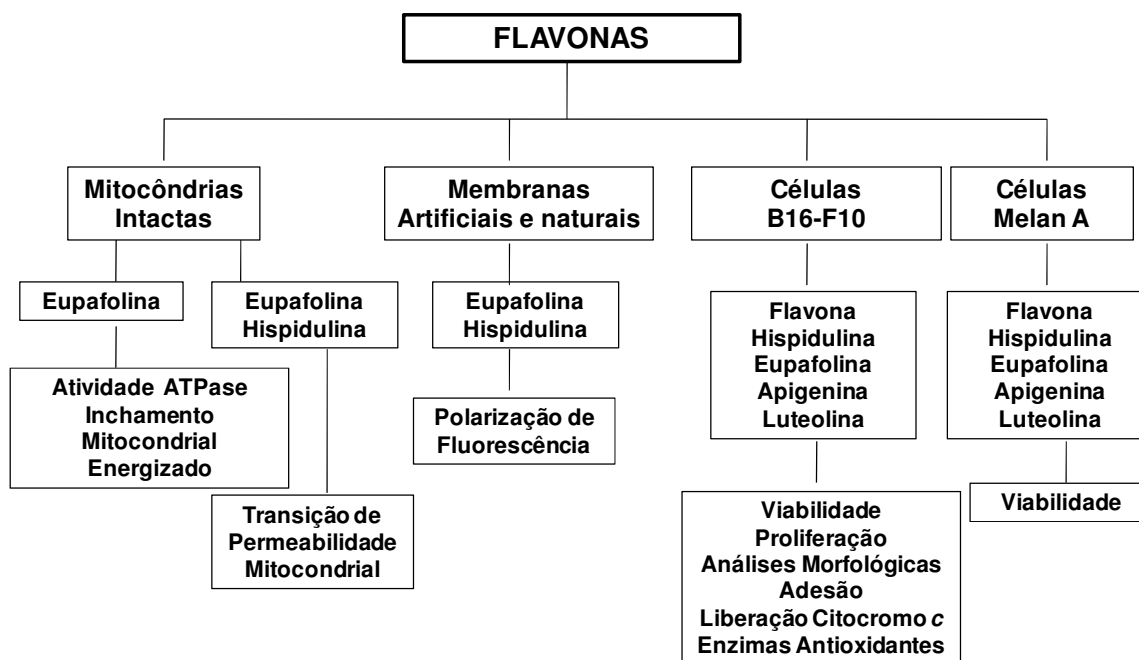 FLAVONAS
Mitocôndrias
Intactas
Membranas
Artificiais e naturais
Células
B16-F10
Células
Melan A
Eupafolina
Eupafolina
Hispidulina
Eupafolina
Hispidulina
Flavona
Hispidulina
Eupafolina
Apigenina
Luteolina
Flavona
Hispidulina
Eupafolina
Apigenina
Luteolina
Atividade ATPase
Inchamento
Mitocondrial
Energizado
Transição de
Permeabilidade
Mitocondrial
Polarização de
Fluorescência
Viabilidade
Proliferação
Análises Morfológicas
Adesão
Liberação Citocromo c
Enzimas Antioxidantes
Viabilidade